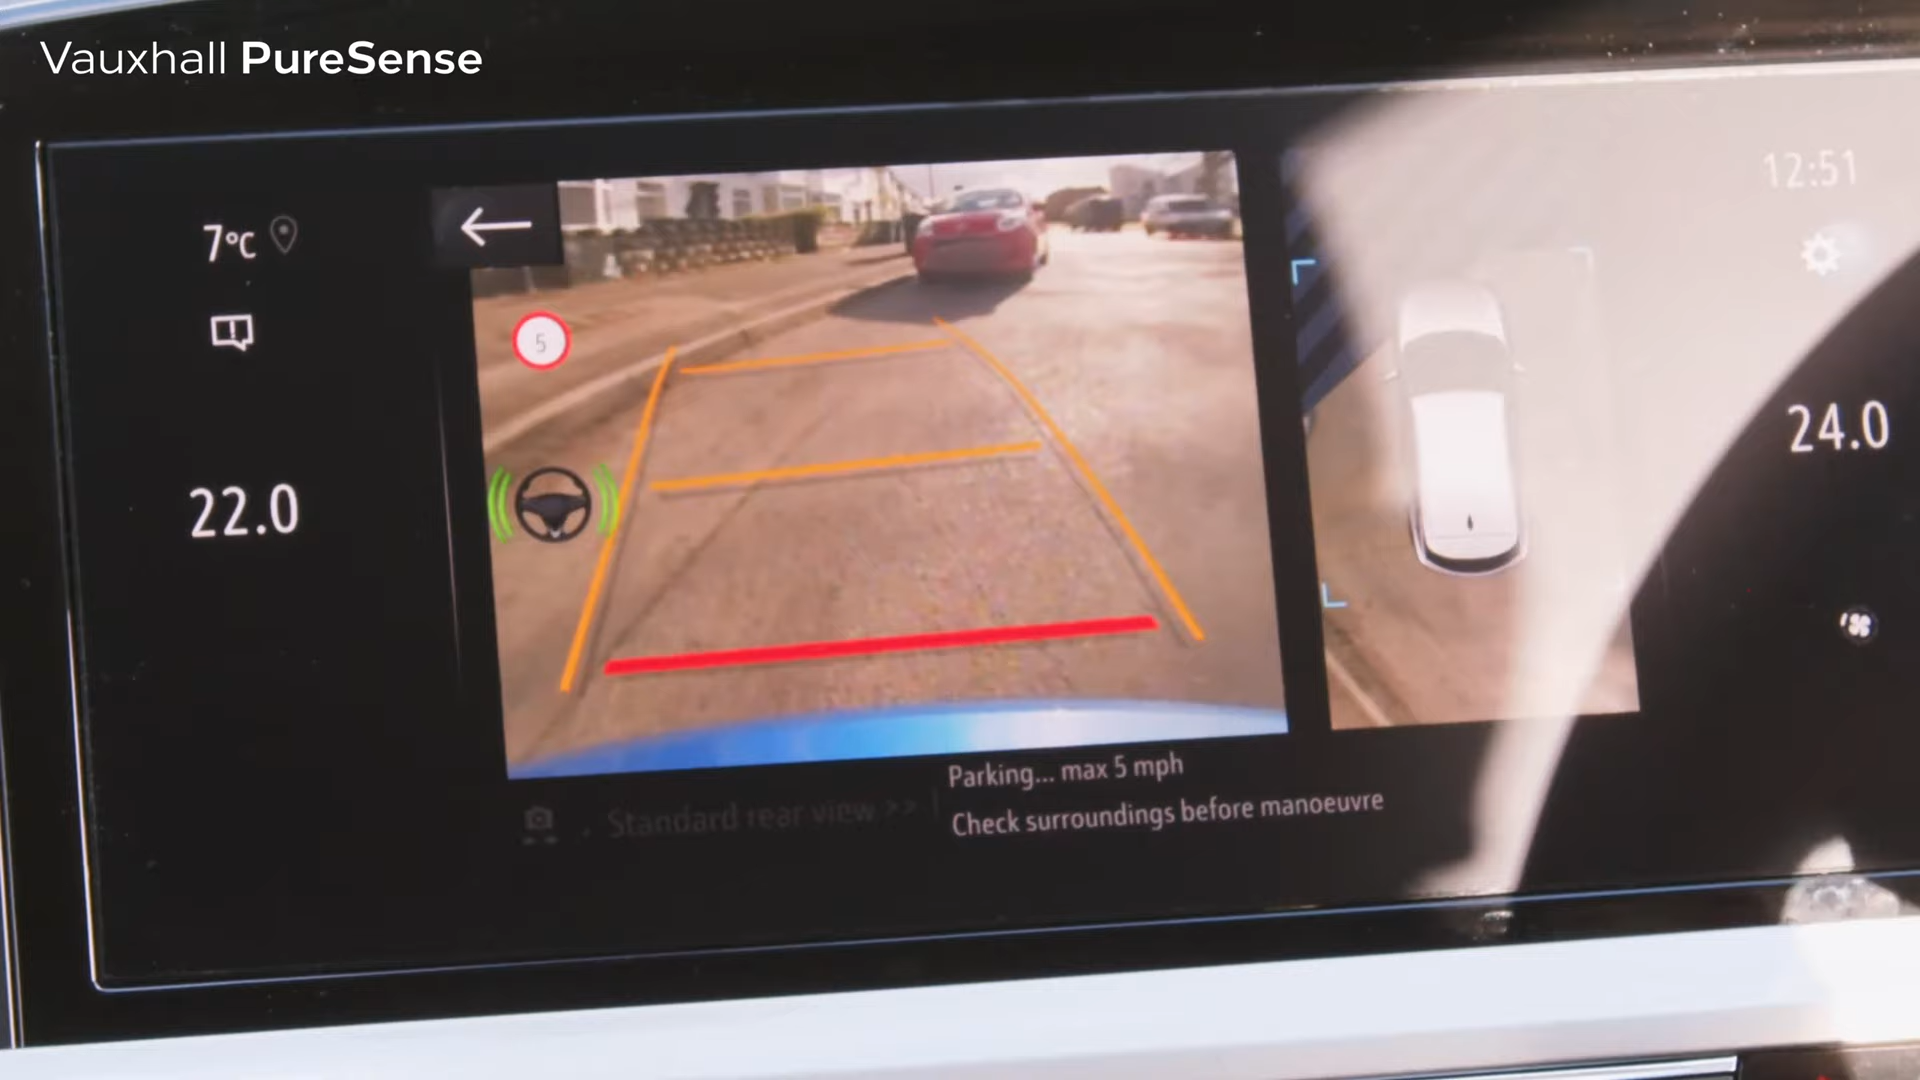 Vauxhall PureSense
12:51
7°C
5
22.0
24.0
Parking... max 5 mph
Standard rear view >>
Check surroundings before manoeuvre